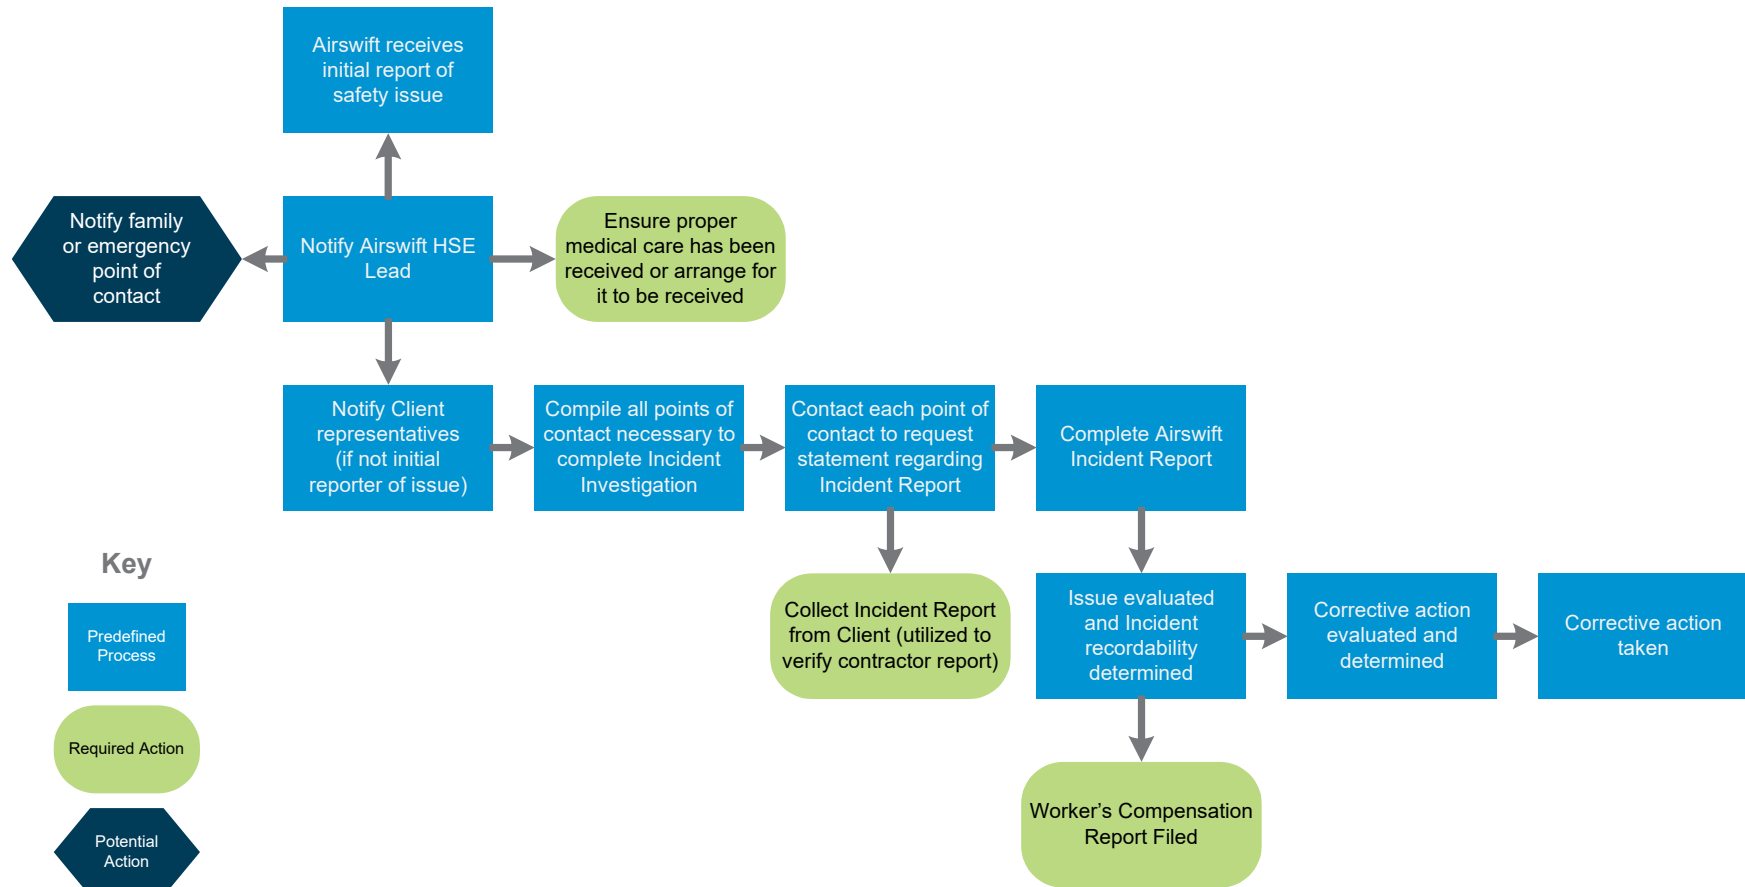 Airswift receives
initial report of
safety issue
Notify family
or emergency
point of
contact
Notify Airswift HSE
Lead
Ensure proper
medical care has been
received or arrange for
it to be received
Notify Client
representatives
(if not initial
reporter of issue)
Compile all points of
contact necessary to
complete Incident
Investigation
Contact each point of
contact to request
statement regarding
Incident Report
Complete Airswift
Incident Report
Collect Incident Report
from Client (utilized to
verify contractor report)
Issue evaluated
and Incident
recordability
determined
Corrective action
evaluated and
determined
Corrective action
taken
Worker’s Compensation
Report Filed
Key
Predefined
Process
Required Action
Potential
Action